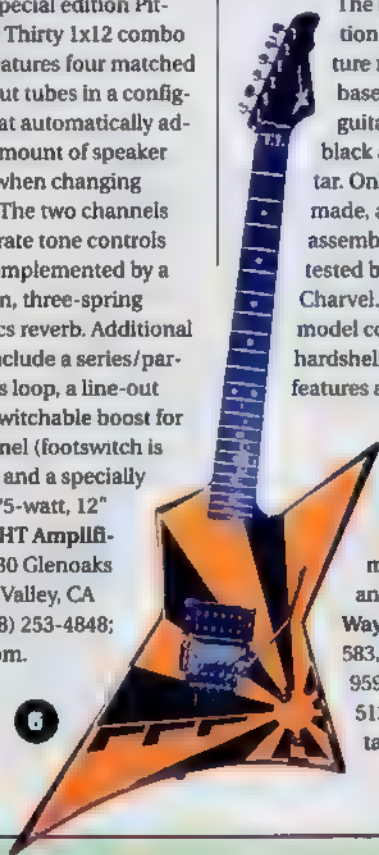 pecial edition Pit-
Thirty 1x12 combo
atures four matched
ut tubes in a config-
at automatically ad-
mount of speaker
when changing
The two channels
rate tone controls
mplemented by a
n, three-spring
cs reverb. Additional
nclude a series/par-
s loop, a line-out
witchable boost for
nel (footswitch is
and a specially
75-watt, 12"
HT Amplifi-
30 Glenoaks
Valley, CA
8) 253-4848;
om.
6
The
tion
ture
base
guita
black a
tar. On
made, a
assemb
tested b
Charvel.
model co
hardshel
features a
m
an
Way
583,
959
51
ta